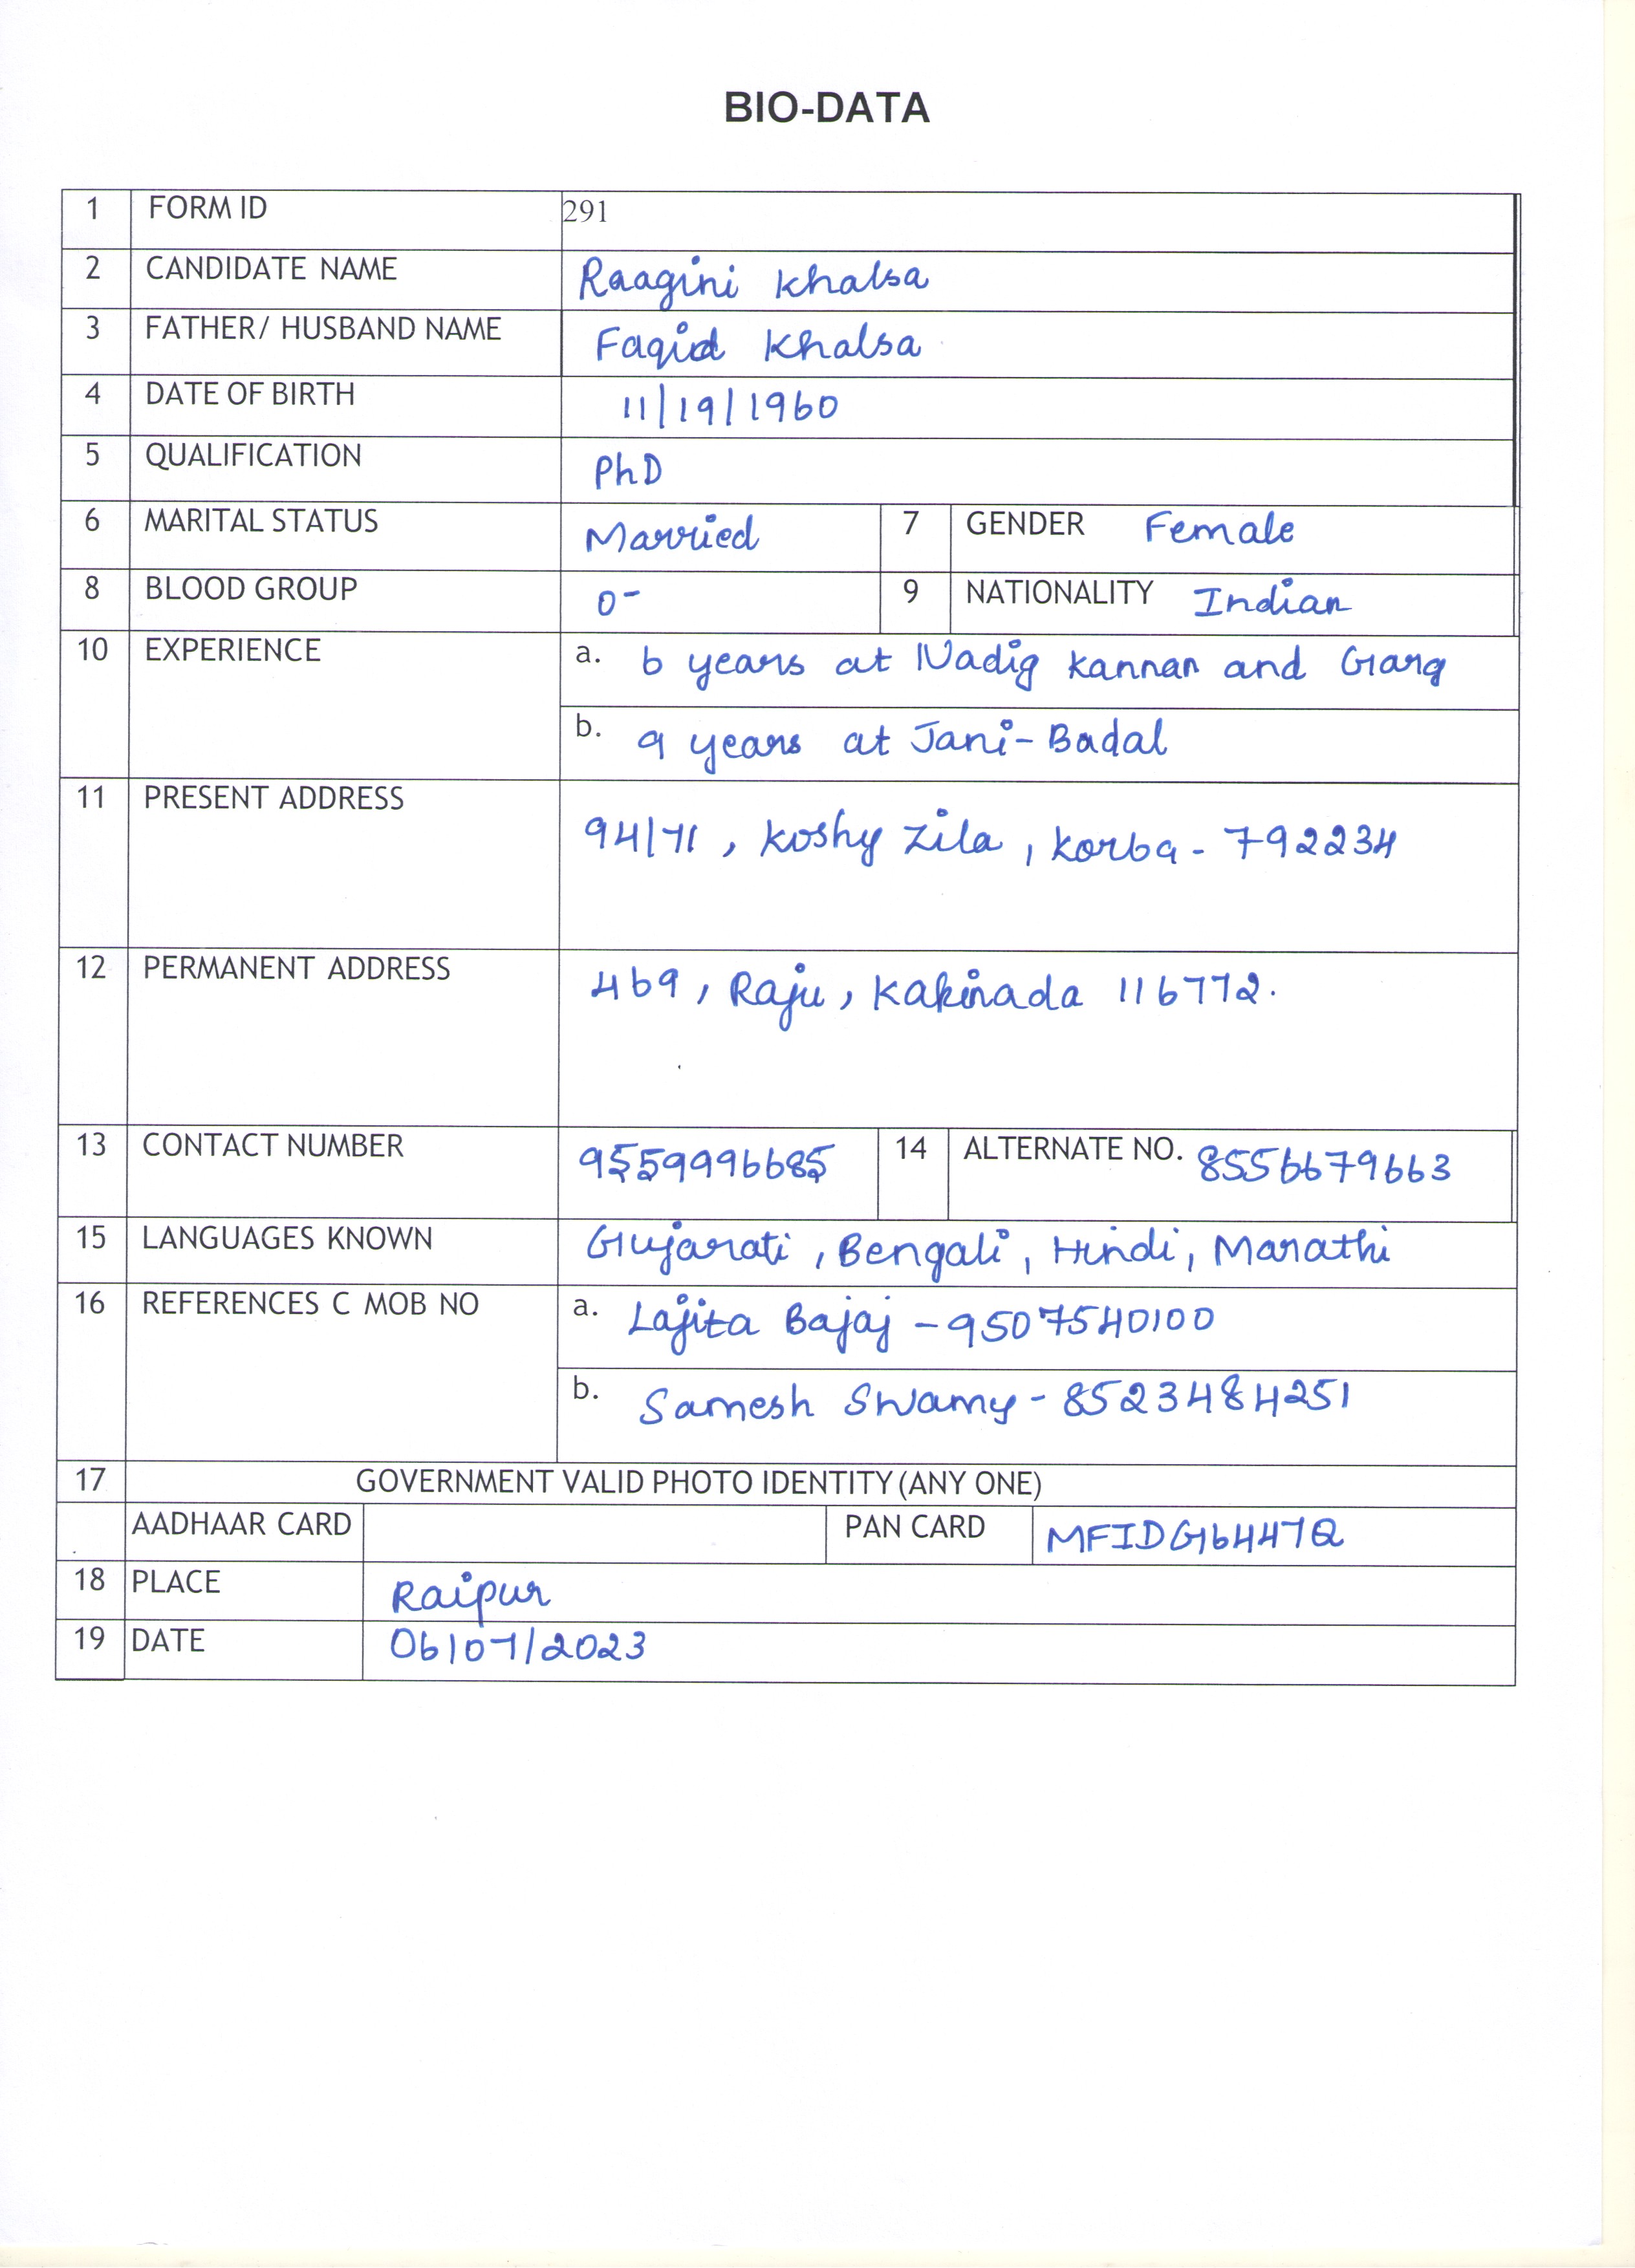 BIO-DATA
1 FORM ID 291
2 CANDIDATE NAME Raagini Khalsa
3 FATHER/ HUSBAND NAME Faqid Khalsa
4 DATE OF BIRTH 11/19/1960
5 QUALIFICATION PhD
6 MARITAL STATUS Married 7 GENDER Female
8 BLOOD GROUP O- 9 NATIONALITY Indian
10 EXPERIENCE a. 6 years at Nadig Kannan and Garg
b. 9 years at Jani-Badal
11 PRESENT ADDRESS 94/71, Koshy Zila, Korba - 792234
12 PERMANENT ADDRESS 469, Raju, Kakinada 116772.
13 CONTACT NUMBER 9559996685 14 ALTERNATE NO. 8556679663
15 LANGUAGES KNOWN Gujarati, Bengali, Hindi, Marathi
16 REFERENCES C MOB NO a. Lajita Bajaj - 9507540100
b. Samesh Swamy - 8523484251
17 GOVERNMENT VALID PHOTO IDENTITY (ANY ONE)
AADHAAR CARD PAN CARD MFIDG6447Q
18 PLACE Raipur
19 DATE 06/07/2023